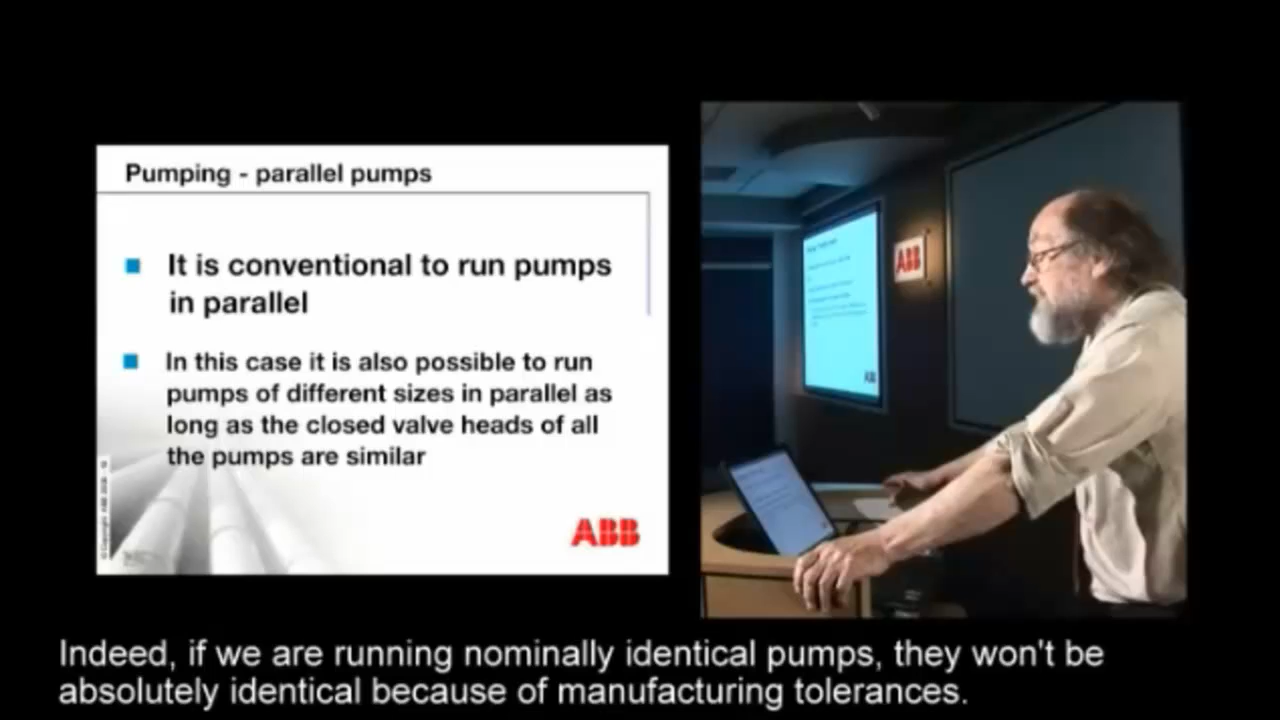 Pumping - parallel pumps
It is conventional to run pumps
in parallel
In this case it is also possible to run
pumps of different sizes in parallel as
long as the closed valve heads of all
the pumps are similar
ABB
ABB
ABB
Indeed, if we are running nominally identical pumps, they won't be
absolutely identical because of manufacturing tolerances.